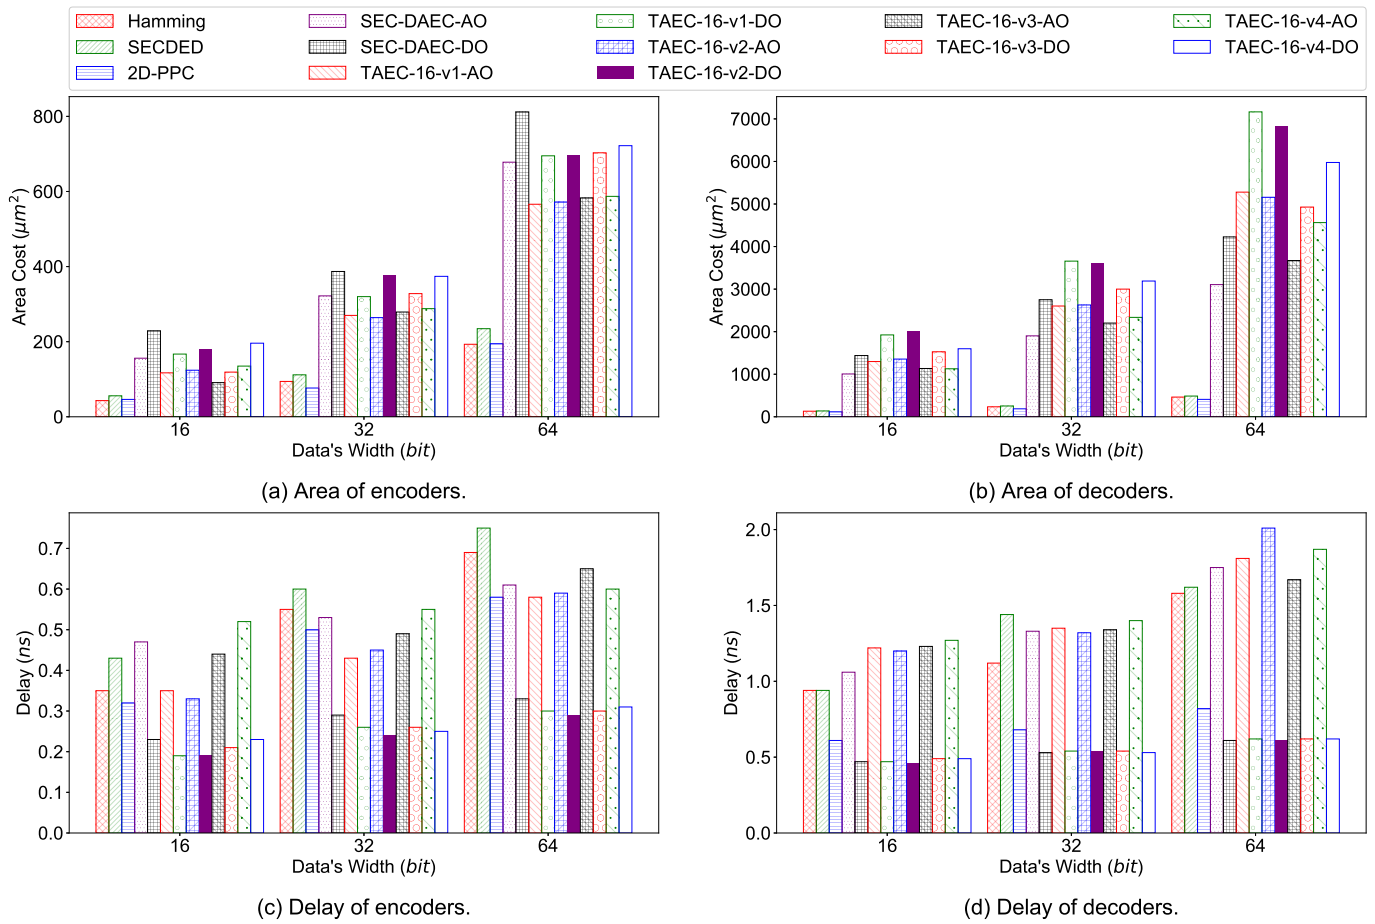 Hamming
SECDED
2D-PPC
SEC-DAEC-AO
SEC-DAEC-DO
TAEC-16-v1-AO
TAEC-16-v1-DO
TAEC-16-v2-AO
TAEC-16-v2-DO
TAEC-16-v3-AO
TAEC-16-v3-DO
TAEC-16-v4-AO
TAEC-16-v4-DO
Area Cost (μm²)
800
600
400
200
0
16 32 64
Data's Width (bit)
(a) Area of encoders.
Area Cost (μm²)
7000
6000
5000
4000
3000
2000
1000
0
16 32 64
Data's Width (bit)
(b) Area of decoders.
Delay (ns)
0.7
0.6
0.5
0.4
0.3
0.2
0.1
0.0
16 32 64
Data's Width (bit)
(c) Delay of encoders.
Delay (ns)
2.0
1.5
1.0
0.5
0.0
16 32 64
Data's Width (bit)
(d) Delay of decoders.